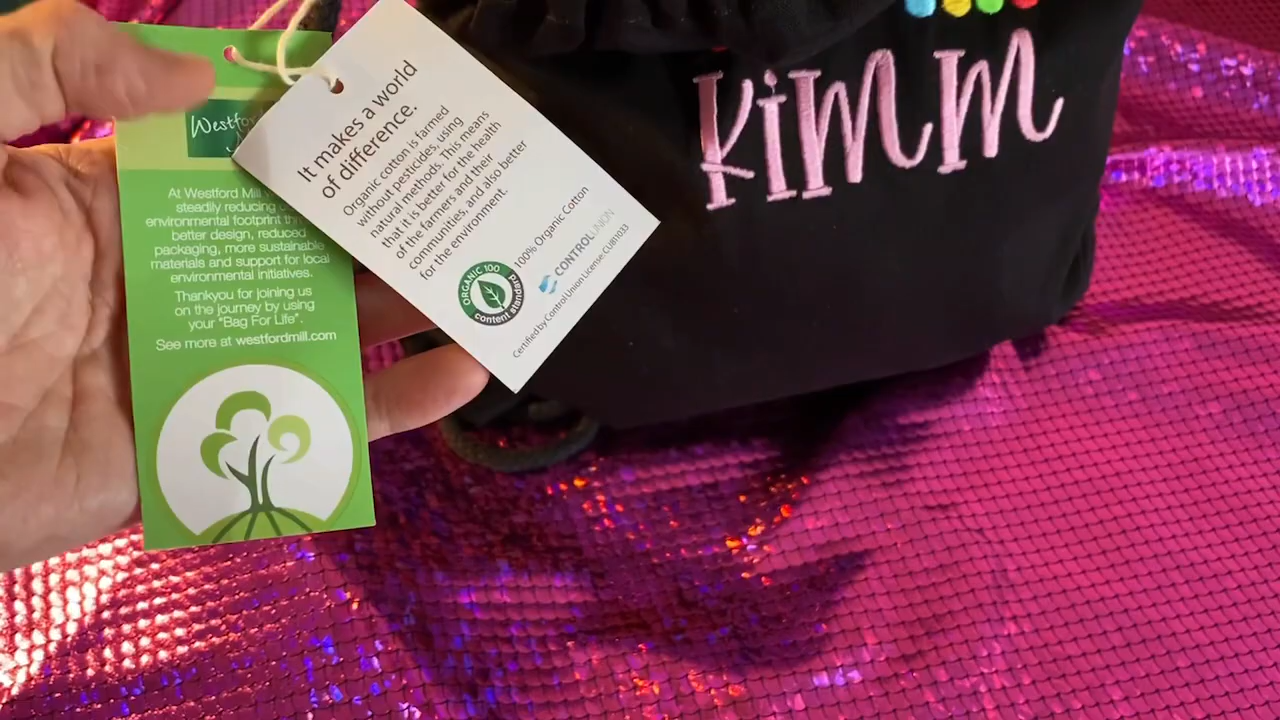 At Westford Mill
steadily reducing
environmental footprint
better design, reduced
packaging, more sustainable
materials and support for local
environmental initiatives.
Thankyou for joining us
on the journey by using
your "Bag For Life".
See more at westfordmill.com
It makes a world
of difference.
Organic cotton is farmed
without pesticides, using
natural methods. This means
that it is better for the health
of the farmers and their
communities, and also better
for the environment.
ORGANIC 100
content standard
100% Organic Cotton
CONTROLUNION
Certified by Control Union License: CU811033
Kimm